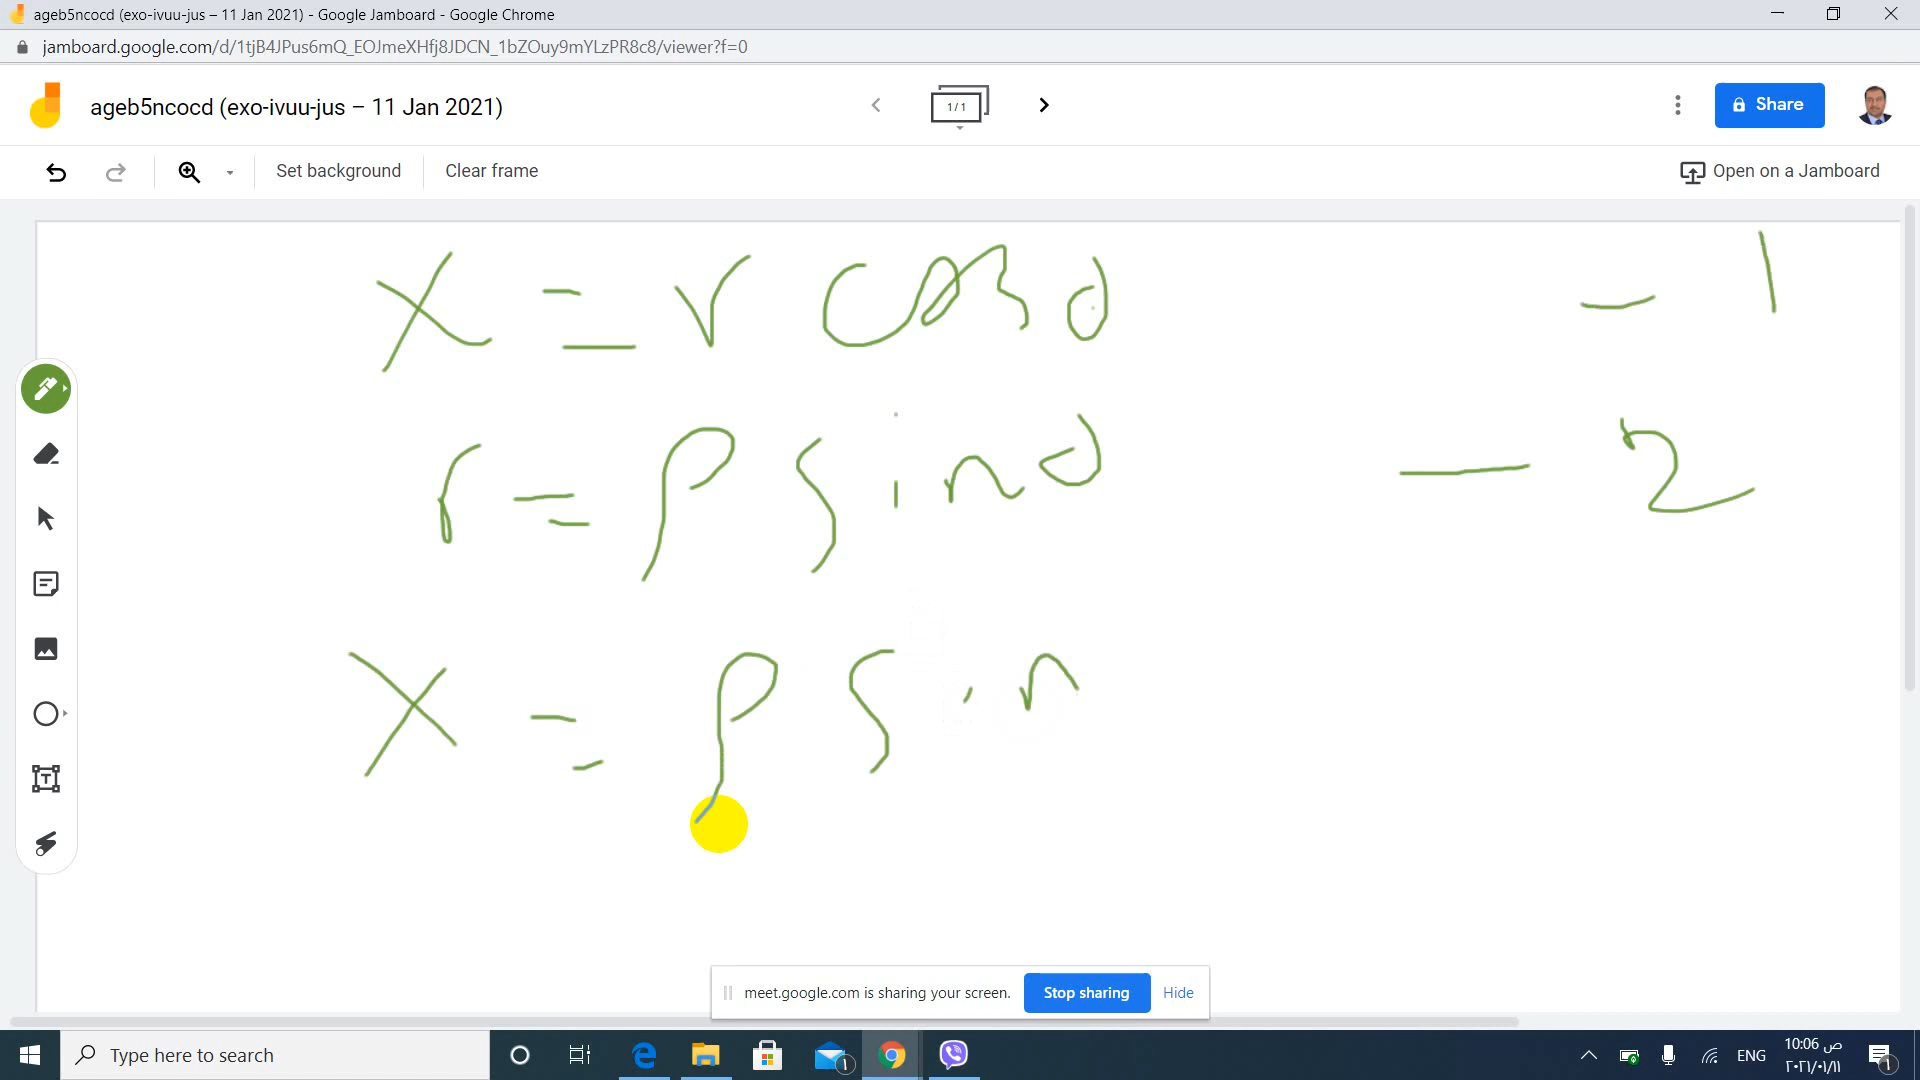 ageb5ncocd (exo-ivuu-jus – 11 Jan 2021) - Google Jamboard - Google Chrome
jamboard.google.com/d/1tjB4JPus6mQ_EOJmeXHfj8JDCN_1bZOuy9mYLzPR8c8/viewer?f=0
ageb5ncocd (exo-ivuu-jus – 11 Jan 2021)
1 / 1
Share
Set background
Clear frame
Open on a Jamboard
x = r cos — 1
r = ρ sin — 2
x = ρ sin
meet.google.com is sharing your screen.
Stop sharing
Hide
Type here to search
ENG
10:06 ص
٢٠٢١/٠١/١١